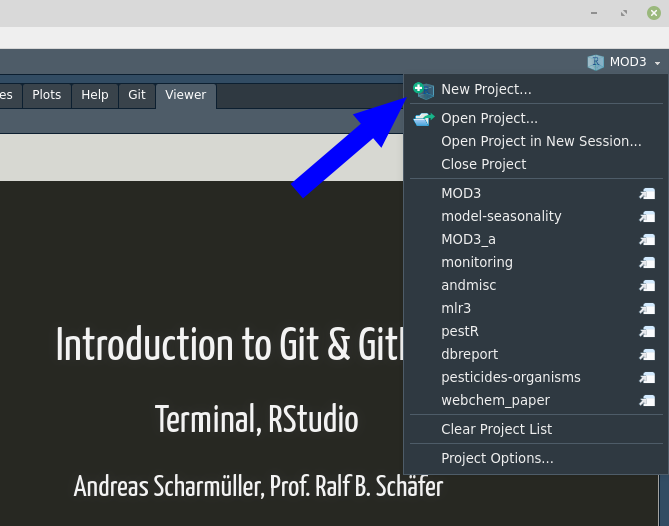 MOD3
es Plots Help Git Viewer
New Project...
Open Project...
Open Project in New Session...
Close Project
MOD3
model-seasonality
MOD3_a
monitoring
andmisc
mlr3
pestR
dbreport
pesticides-organisms
webchem_paper
Clear Project List
Project Options...
Introduction to Git &
Terminal, RStudio
Andreas Scharmüller, Prof. Ralf B. Schäfer